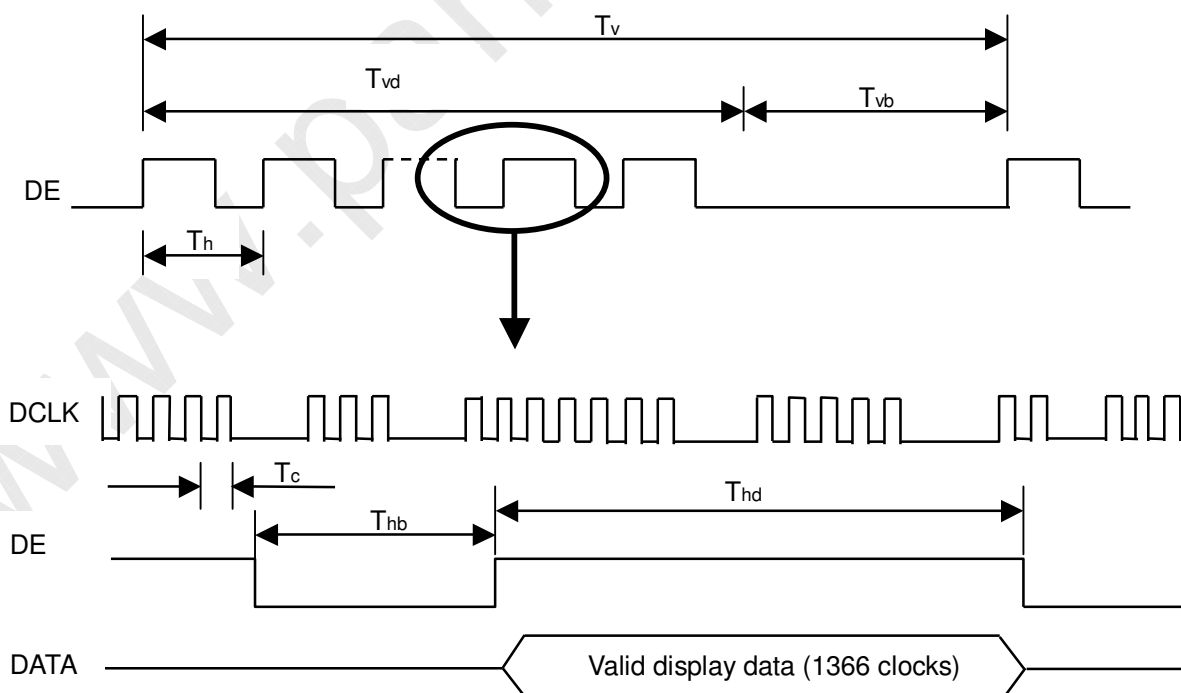 Tv
Tvd
Tvb
DE
Th
DCLK
Tc
Thd
Thb
DE
DATA
Valid display data (1366 clocks)